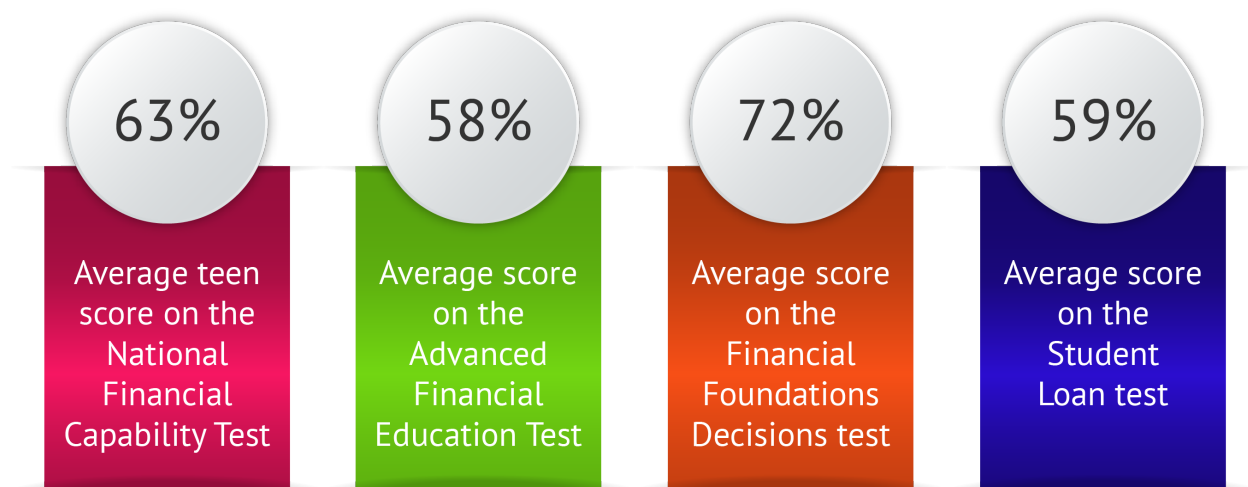 63%
Average teen
score on the
National
Financial
Capability Test
58%
Average score
on the
Advanced
Financial
Education Test
72%
Average score
on the
Financial
Foundations
Decisions test
59%
Average score
on the
Student
Loan test